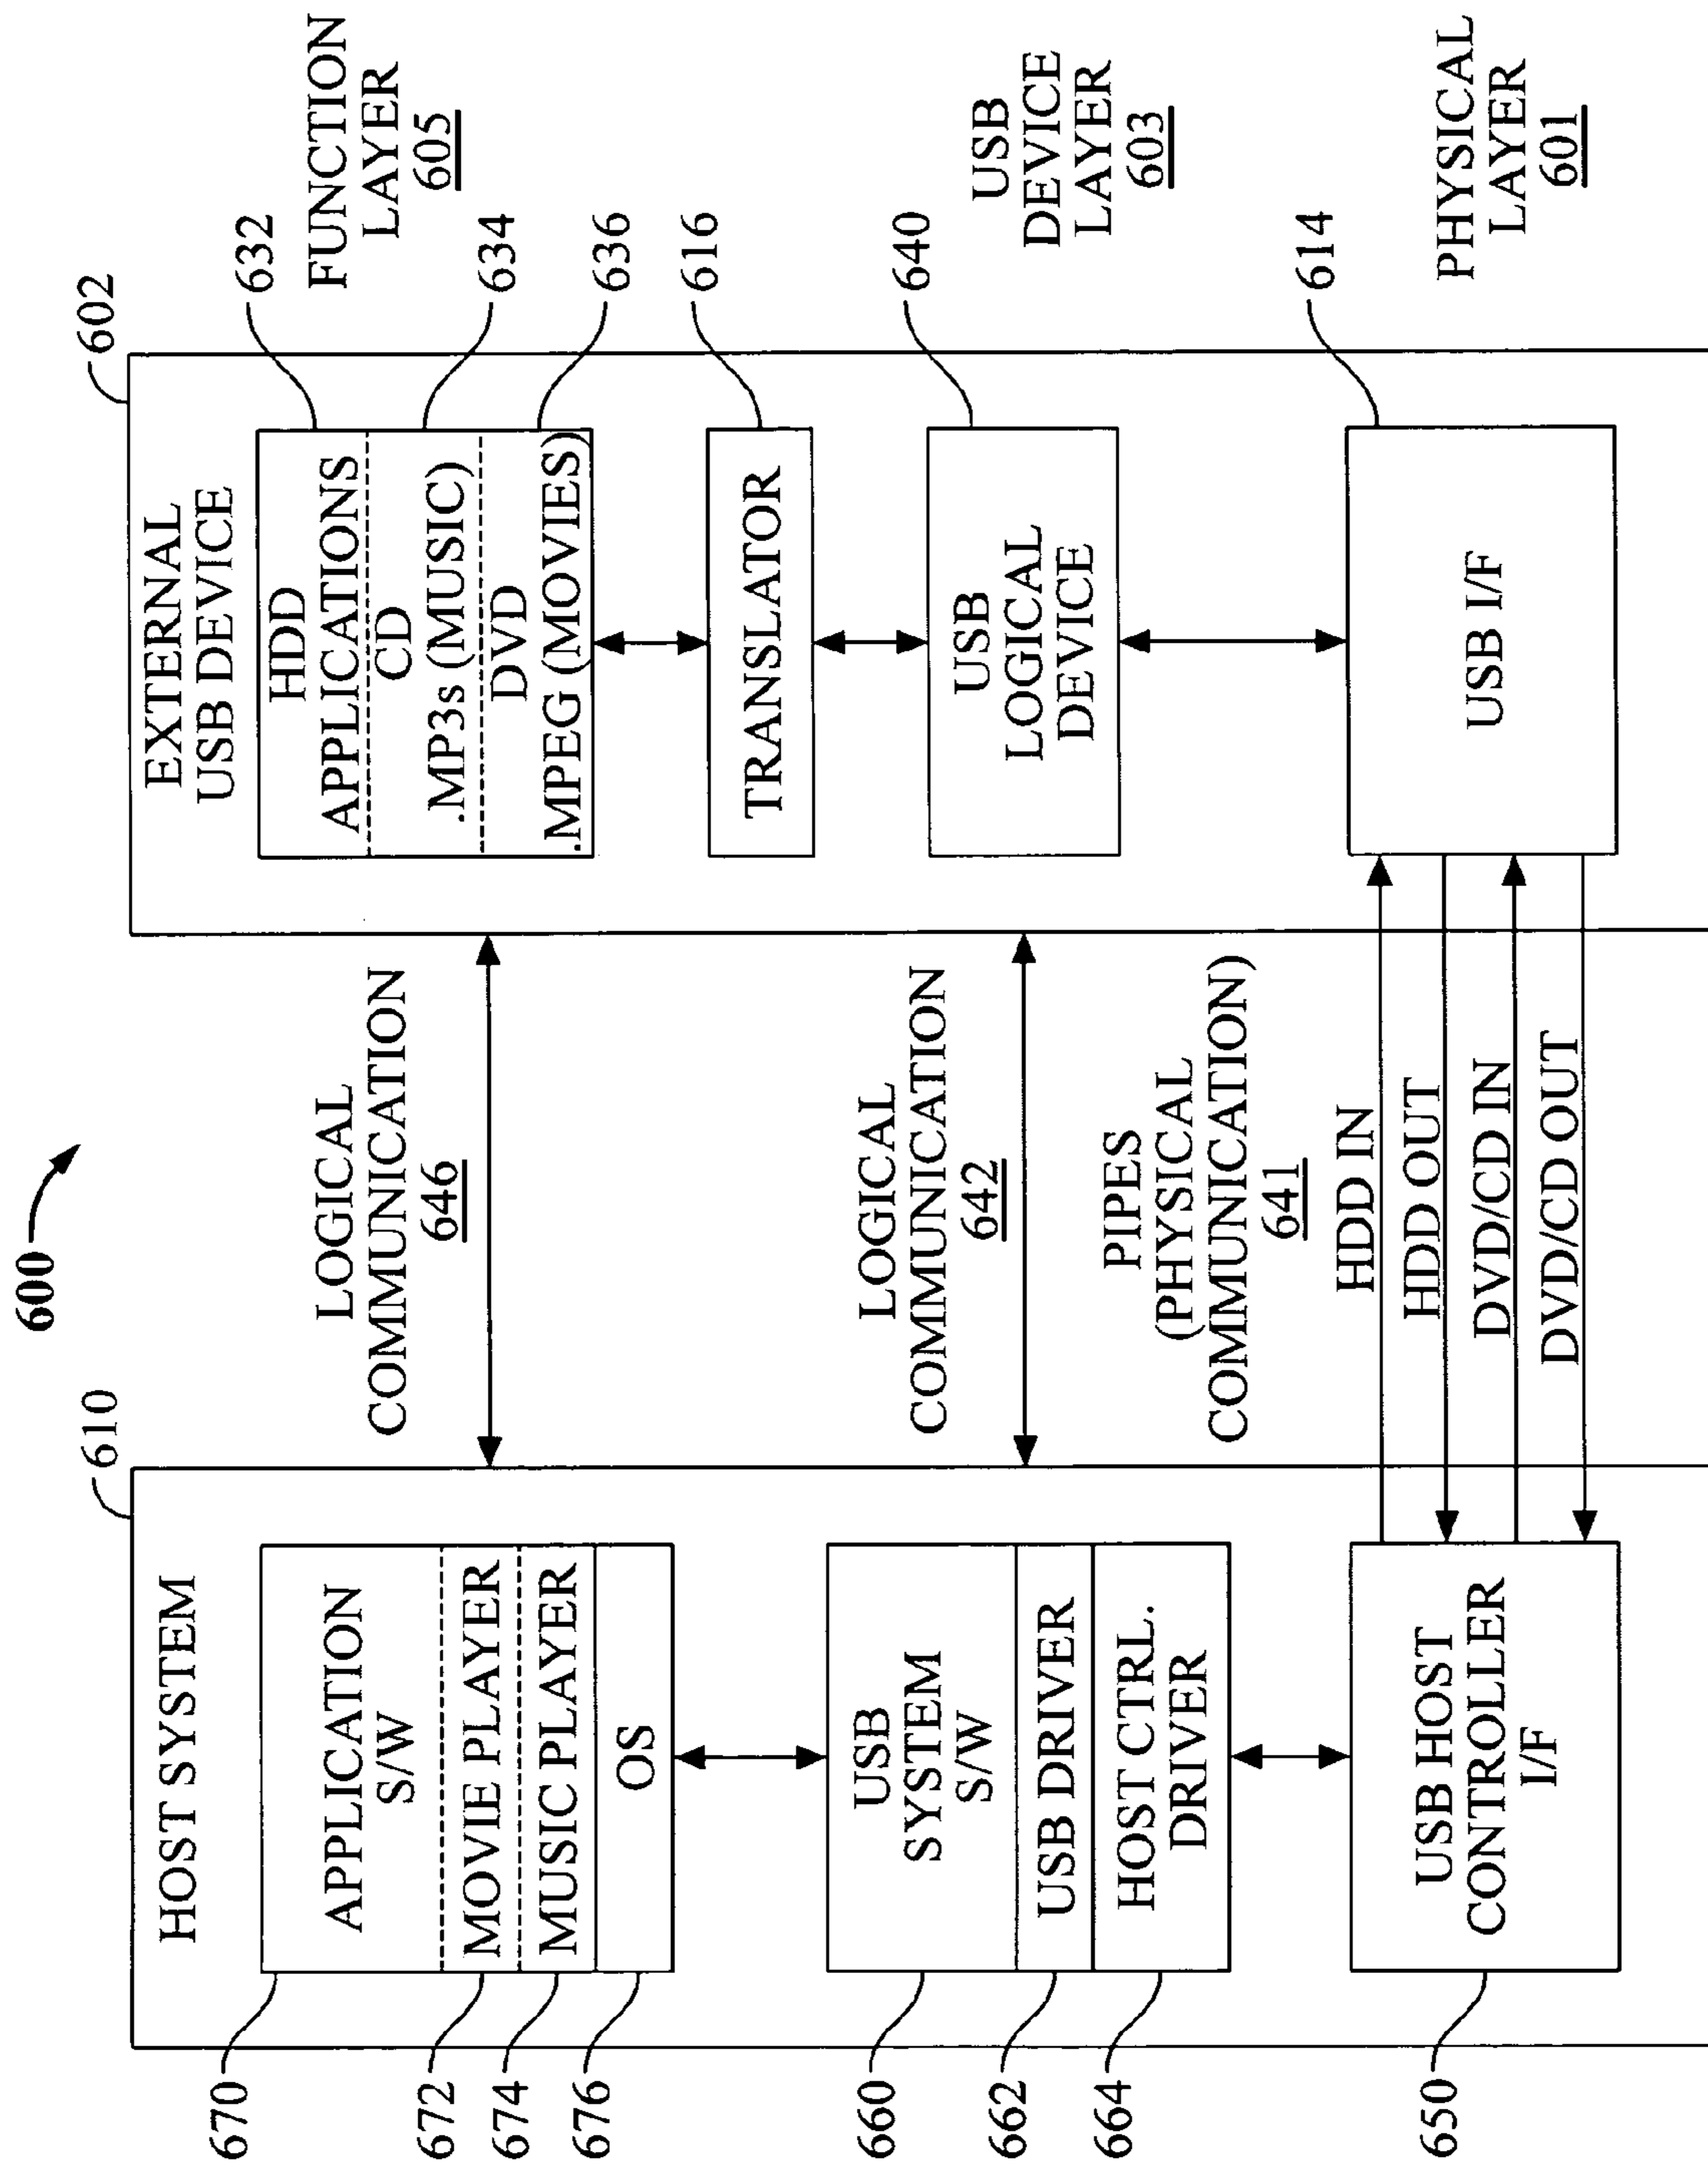 600
610
HOST SYSTEM
670
APPLICATION
S/W
672
MOVIE PLAYER
674
MUSIC PLAYER
676
OS
660
USB
SYSTEM
S/W
662
USB DRIVER
664
HOST CTRL.
DRIVER
650
USB HOST
CONTROLLER
I/F
LOGICAL
COMMUNICATION
646
LOGICAL
COMMUNICATION
642
PIPES
(PHYSICAL
COMMUNICATION)
641
HDD IN
HDD OUT
DVD/CD IN
DVD/CD OUT
602
EXTERNAL
USB DEVICE
HDD
APPLICATIONS
632
CD
.MP3s (MUSIC)
634
DVD
.MPEG (MOVIES)
636
TRANSLATOR
616
USB
LOGICAL
DEVICE
640
USB I/F
614
FUNCTION
LAYER
605
USB
DEVICE
LAYER
603
PHYSICAL
LAYER
601